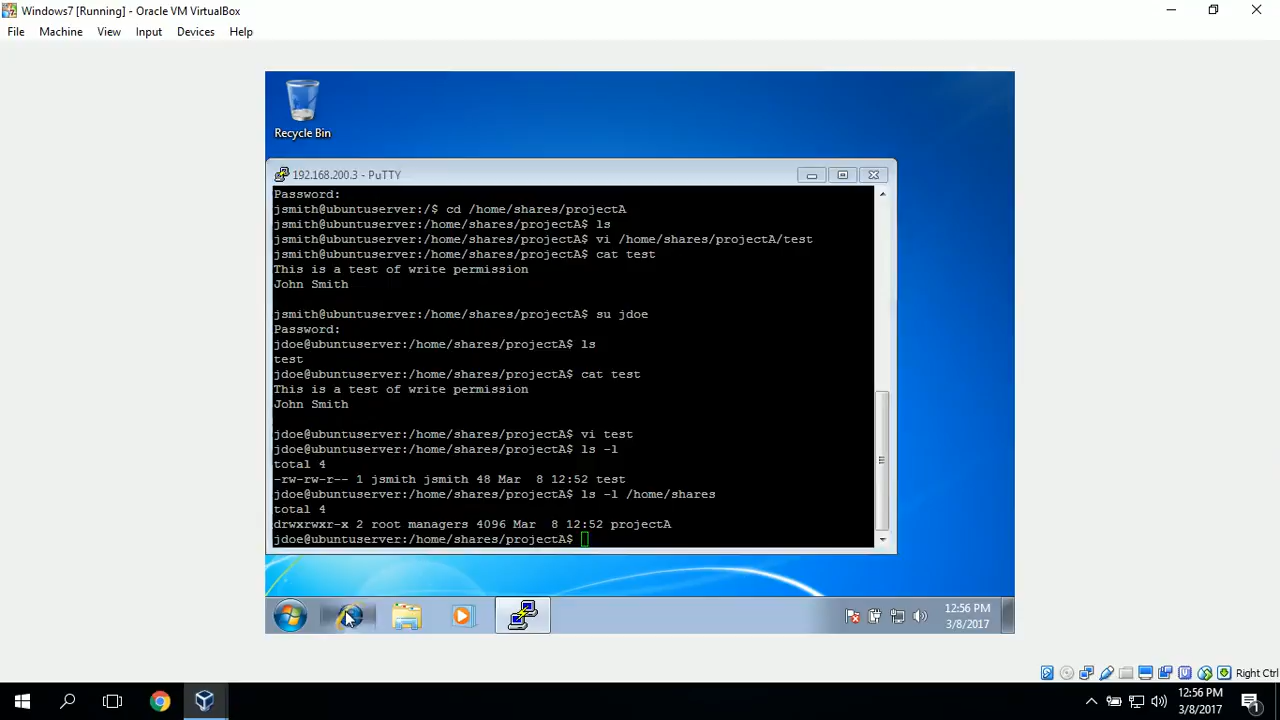 Windows7 [Running] - Oracle VM VirtualBox
File Machine View Input Devices Help
Recycle Bin
192.168.200.3 - PuTTY
Password:
jsmith@ubuntuserver:/$ cd /home/shares/projectA
jsmith@ubuntuserver:/home/shares/projectA$ ls
jsmith@ubuntuserver:/home/shares/projectA$ vi /home/shares/projectA/test
jsmith@ubuntuserver:/home/shares/projectA$ cat test
This is a test of write permission
John Smith
jsmith@ubuntuserver:/home/shares/projectA$ su jdoe
Password:
jdoe@ubuntuserver:/home/shares/projectA$ ls
test
jdoe@ubuntuserver:/home/shares/projectA$ cat test
This is a test of write permission
John Smith
jdoe@ubuntuserver:/home/shares/projectA$ vi test
jdoe@ubuntuserver:/home/shares/projectA$ ls -l
total 4
-rw-rw-r-- 1 jsmith jsmith 48 Mar  8 12:52 test
jdoe@ubuntuserver:/home/shares/projectA$ ls -l /home/shares
total 4
drwxrwxr-x 2 root managers 4096 Mar  8 12:52 projectA
jdoe@ubuntuserver:/home/shares/projectA$
12:56 PM
3/8/2017
Right Ctrl
12:56 PM
3/8/2017
1